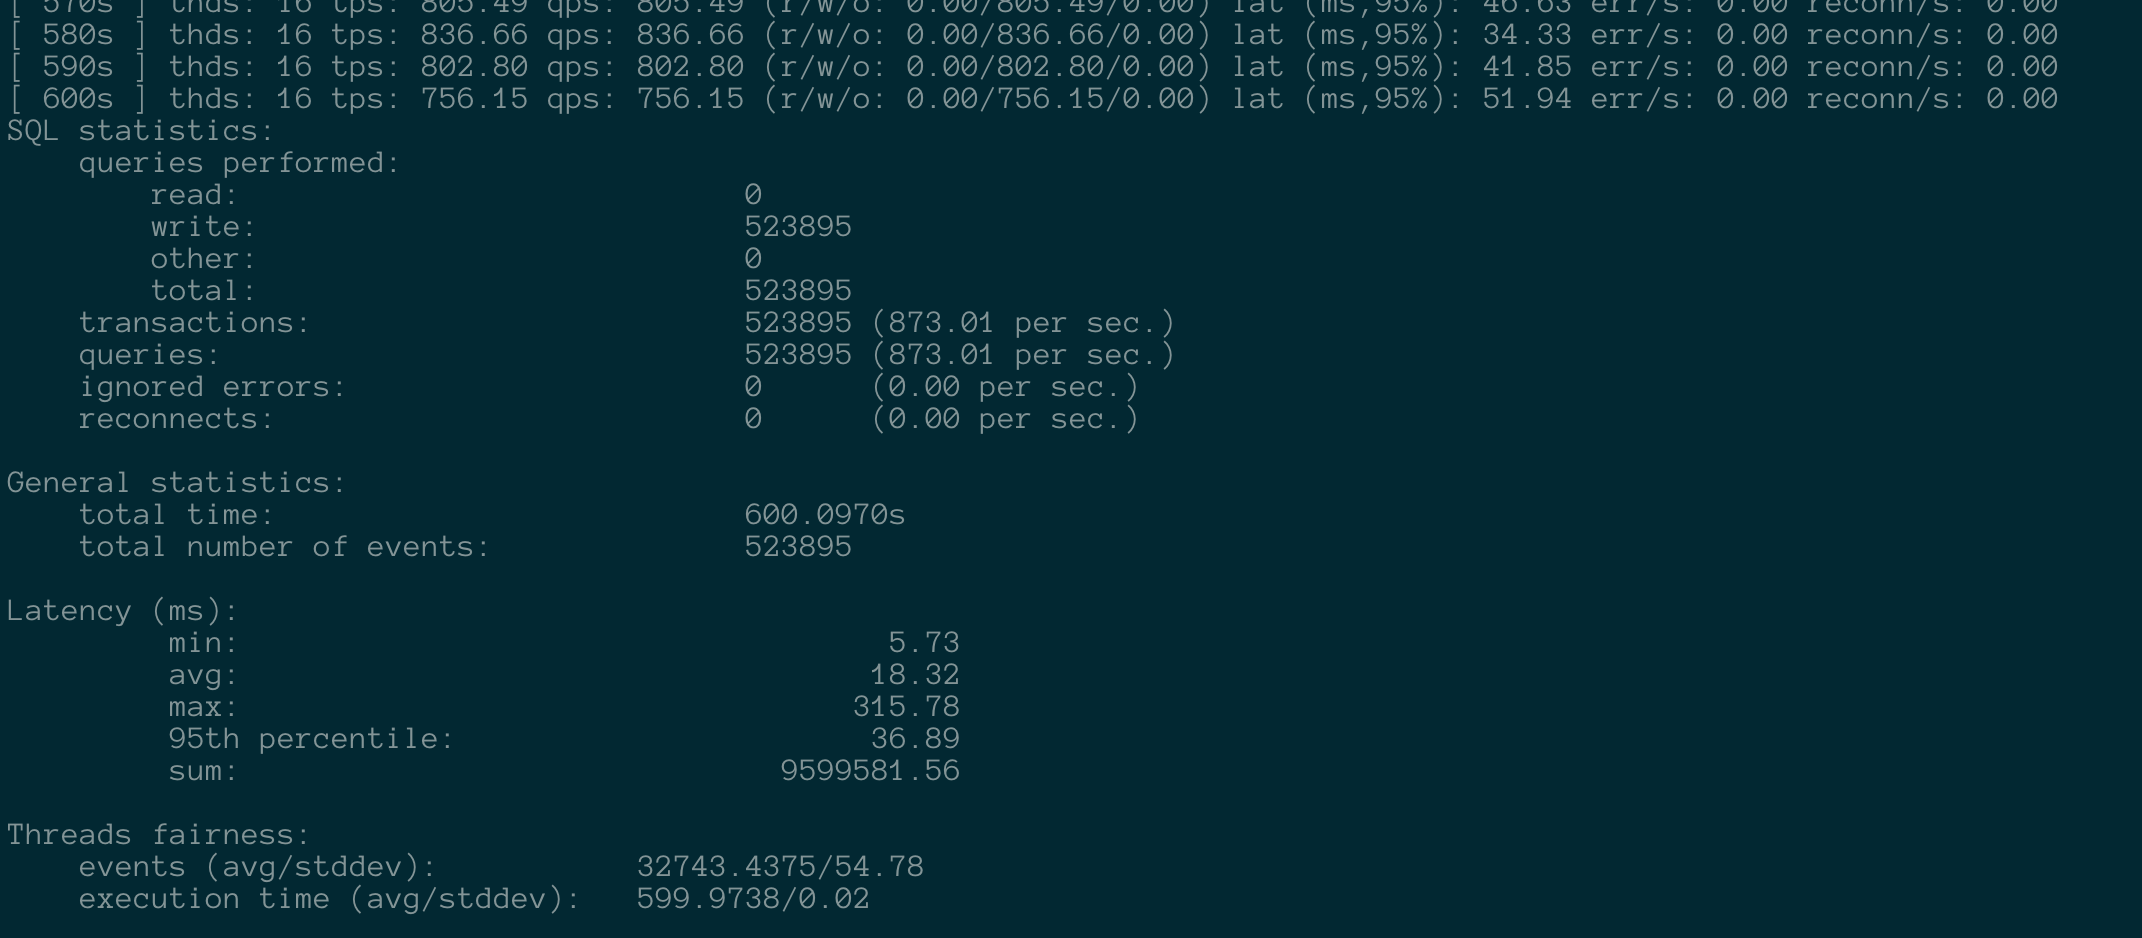 [ 570s ] thds: 16 tps: 805.49 qps: 805.49 (r/w/o: 0.00/805.49/0.00) lat (ms,95%): 46.63 err/s: 0.00 reconn/s: 0.00
[ 580s ] thds: 16 tps: 836.66 qps: 836.66 (r/w/o: 0.00/836.66/0.00) lat (ms,95%): 34.33 err/s: 0.00 reconn/s: 0.00
[ 590s ] thds: 16 tps: 802.80 qps: 802.80 (r/w/o: 0.00/802.80/0.00) lat (ms,95%): 41.85 err/s: 0.00 reconn/s: 0.00
[ 600s ] thds: 16 tps: 756.15 qps: 756.15 (r/w/o: 0.00/756.15/0.00) lat (ms,95%): 51.94 err/s: 0.00 reconn/s: 0.00
SQL statistics:
    queries performed:
        read:                            0
        write:                           523895
        other:                           0
        total:                           523895
    transactions:                        523895 (873.01 per sec.)
    queries:                             523895 (873.01 per sec.)
    ignored errors:                      0      (0.00 per sec.)
    reconnects:                          0      (0.00 per sec.)

General statistics:
    total time:                          600.0970s
    total number of events:              523895

Latency (ms):
         min:                                    5.73
         avg:                                   18.32
         max:                                  315.78
         95th percentile:                       36.89
         sum:                              9599581.56

Threads fairness:
    events (avg/stddev):           32743.4375/54.78
    execution time (avg/stddev):   599.9738/0.02